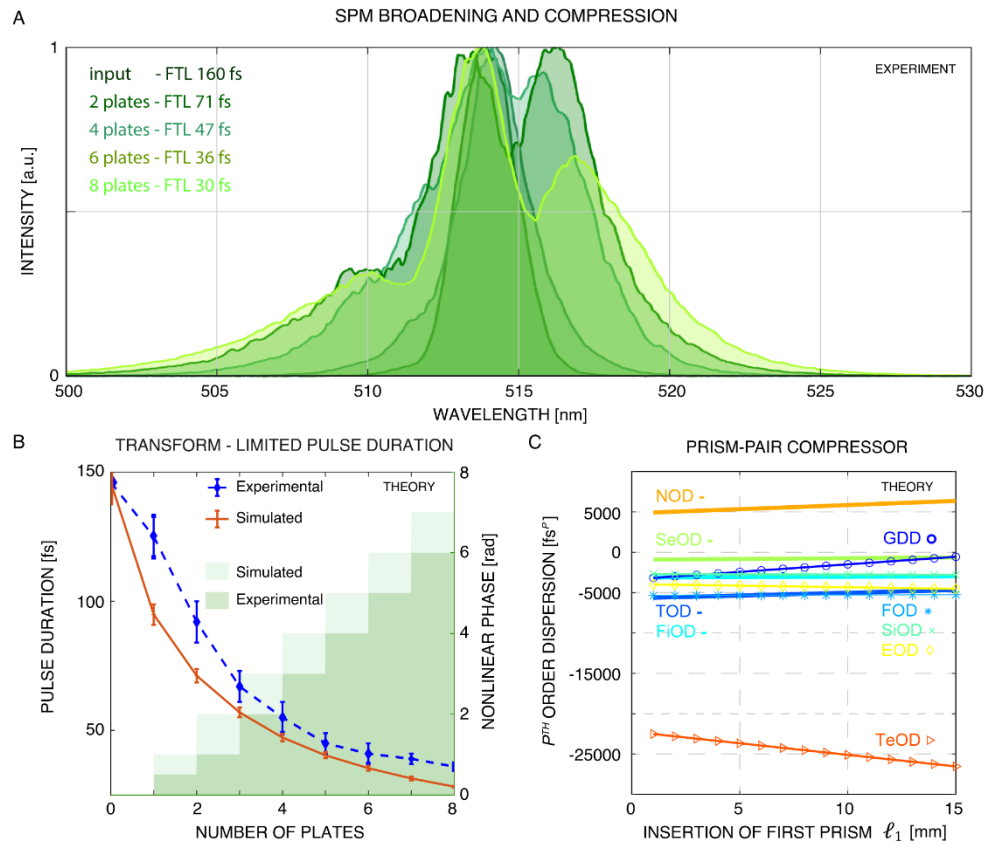 A
SPM BROADENING AND COMPRESSION
EXPERIMENT
input - FTL 160 fs
2 plates - FTL 71 fs
4 plates - FTL 47 fs
6 plates - FTL 36 fs
8 plates - FTL 30 fs
INTENSITY [a.u.]
1
0
500 505 510 515 520 525 530
WAVELENGTH [nm]
B
TRANSFORM - LIMITED PULSE DURATION
THEORY
Experimental
Simulated
Simulated
Experimental
PULSE DURATION [fs]
150
100
50
NONLINEAR PHASE [rad]
8
6
4
2
0
0 2 4 6 8
NUMBER OF PLATES
C
PRISM-PAIR COMPRESSOR
THEORY
NOD -
SeOD -
GDD
TOD -
FOD *
FiOD -
SiOD ×
EOD ◇
TeOD ▷
P^TH ORDER DISPERSION [fs^P]
5000
0
-5000
-15000
-25000
5 10 15
INSERTION OF FIRST PRISM ℓ₁ [mm]